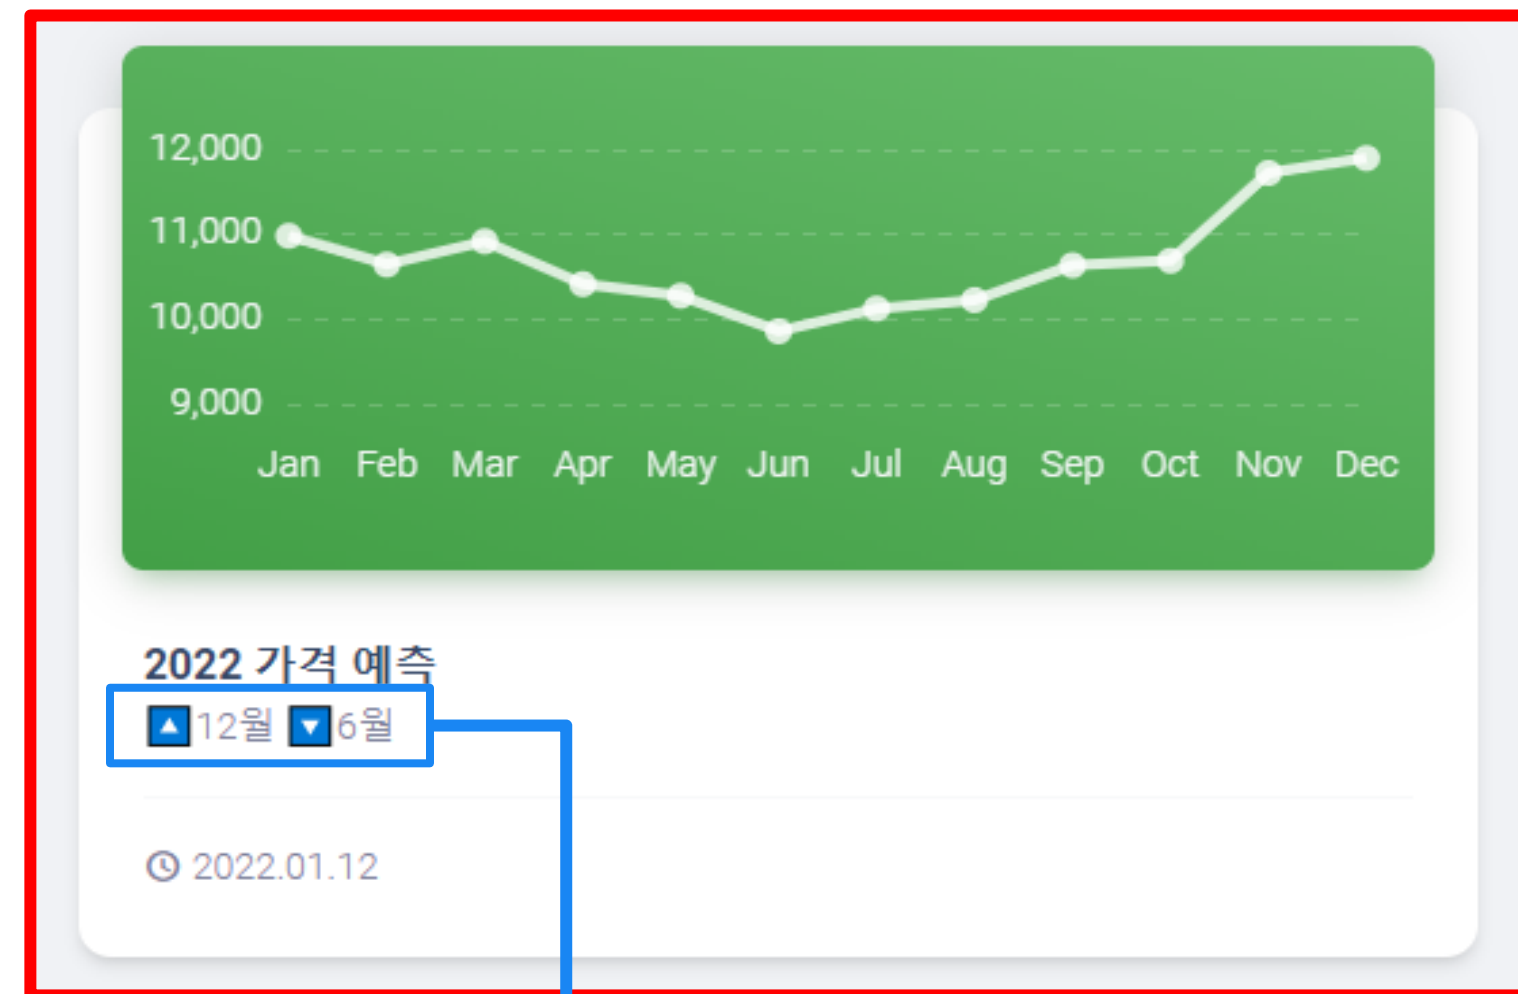 12,000
11,000
10,000
9,000
Jan Feb Mar Apr May Jun Jul Aug Sep Oct Nov Dec
2022 가격 예측
🔼12월 🔽6월
2022.01.12